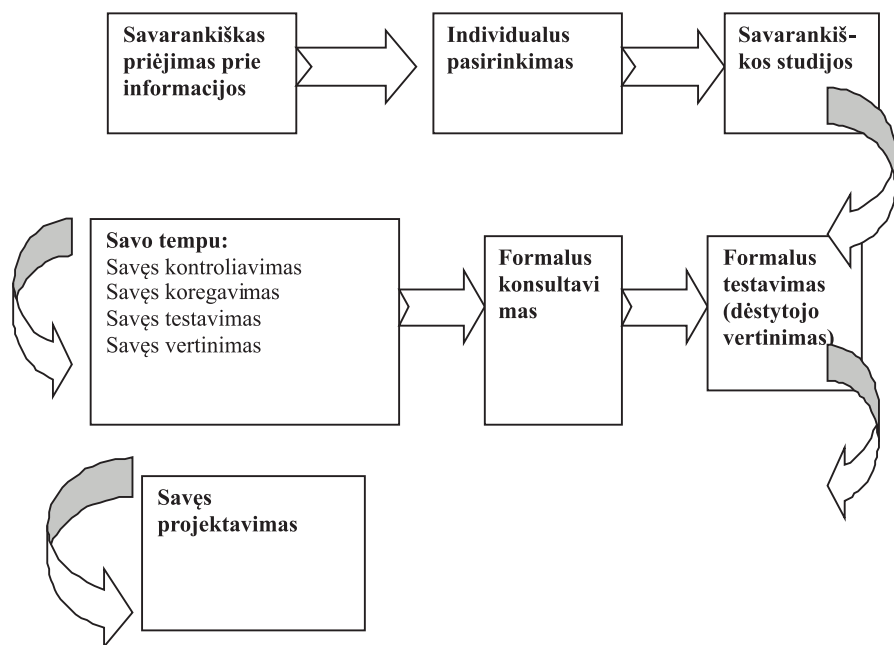 Savarankiškas
priėjimas prie
informacijos
Individualus
pasirinkimas
Savarankiš-
kos studijos
Savo tempu:
Savęs kontroliavimas
Savęs koregavimas
Savęs testavimas
Savęs vertinimas
Formalus
konsultavi
mas
Formalus
testavimas
(dėstytojo
vertinimas)
Savęs
projektavimas